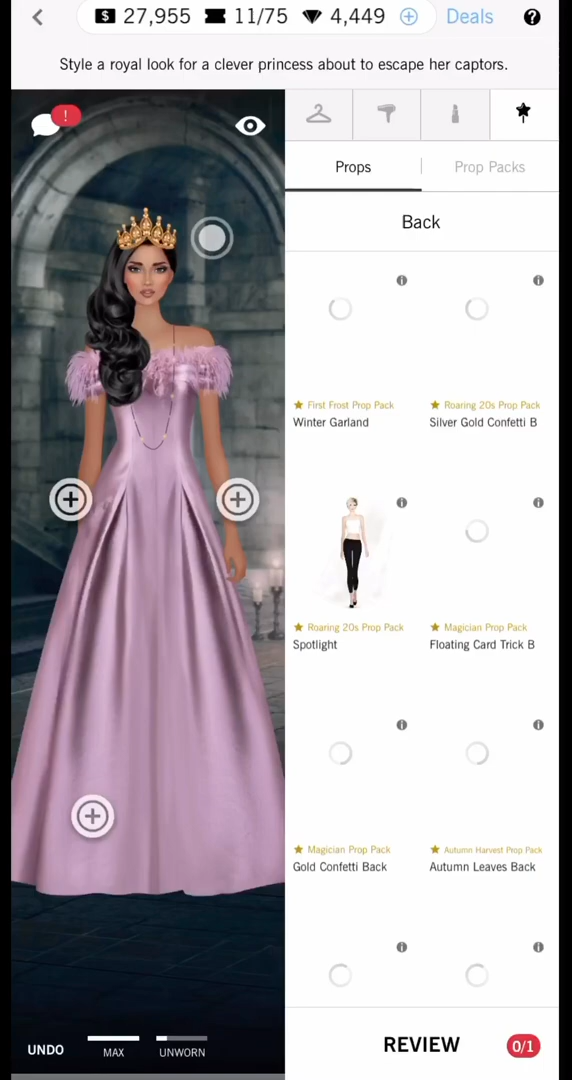 27,955
11/75
4,449
Deals
?
Style a royal look for a clever princess about to escape her captors.
!
Props
Prop Packs
Back
First Frost Prop Pack
Winter Garland
Roaring 20s Prop Pack
Silver Gold Confetti B
Roaring 20s Prop Pack
Spotlight
Magician Prop Pack
Floating Card Trick B
Magician Prop Pack
Gold Confetti Back
Autumn Harvest Prop Pack
Autumn Leaves Back
UNDO
MAX
UNWORN
REVIEW
0/1